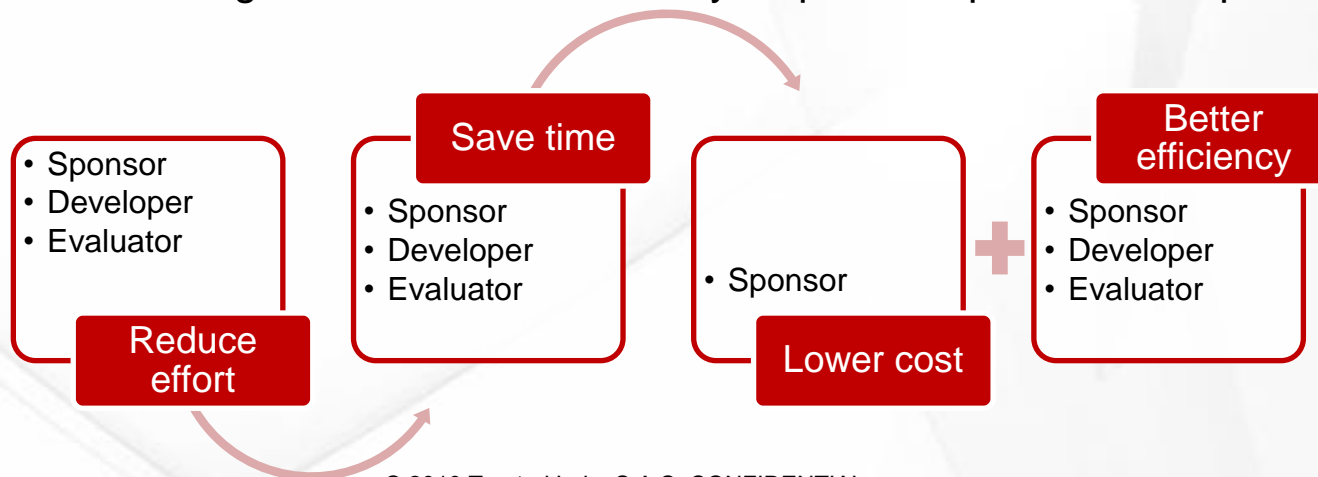 • Sponsor
• Developer
• Evaluator
Reduce
effort
Save time
• Sponsor
• Developer
• Evaluator
• Sponsor
Lower cost
Better
efficiency
• Sponsor
• Developer
• Evaluator